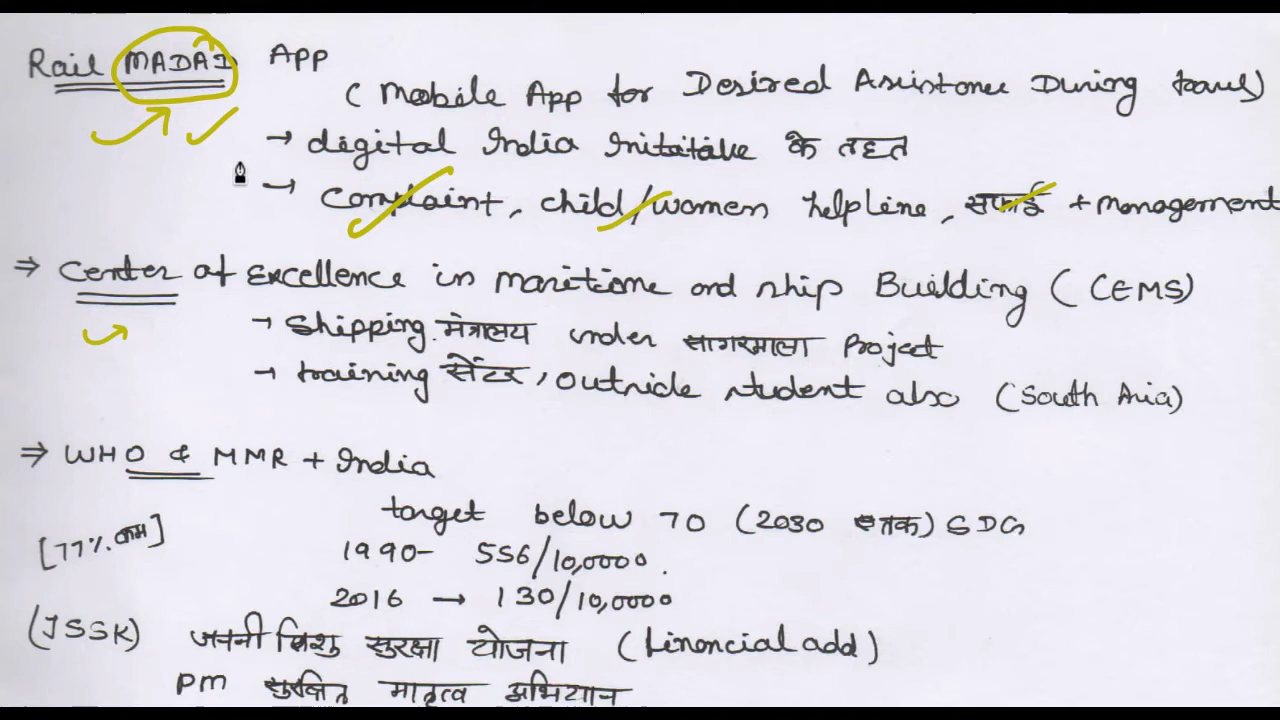 Rail MADAD App
(Mobile App for Desired Assistance During travel)
→ digital India Initiative के तहत
→ Complaint, child/women helpline, सफाई + management
⇒ Center of Excellence in Maritime and ship Building (CEMS)
→ Shipping मंत्रालय under सागरमाला Project
→ training सेंटर, outside student also (South Asia)
⇒ WHO & MMR + India
target below 70 (2030 तक) SDG
[77% कम] 1990- 556/10,0000.
2016 → 130/10,0000
(JSSK) जननी शिशु सुरक्षा योजना (financial add)
PM सुरक्षित मातृत्व अभियान